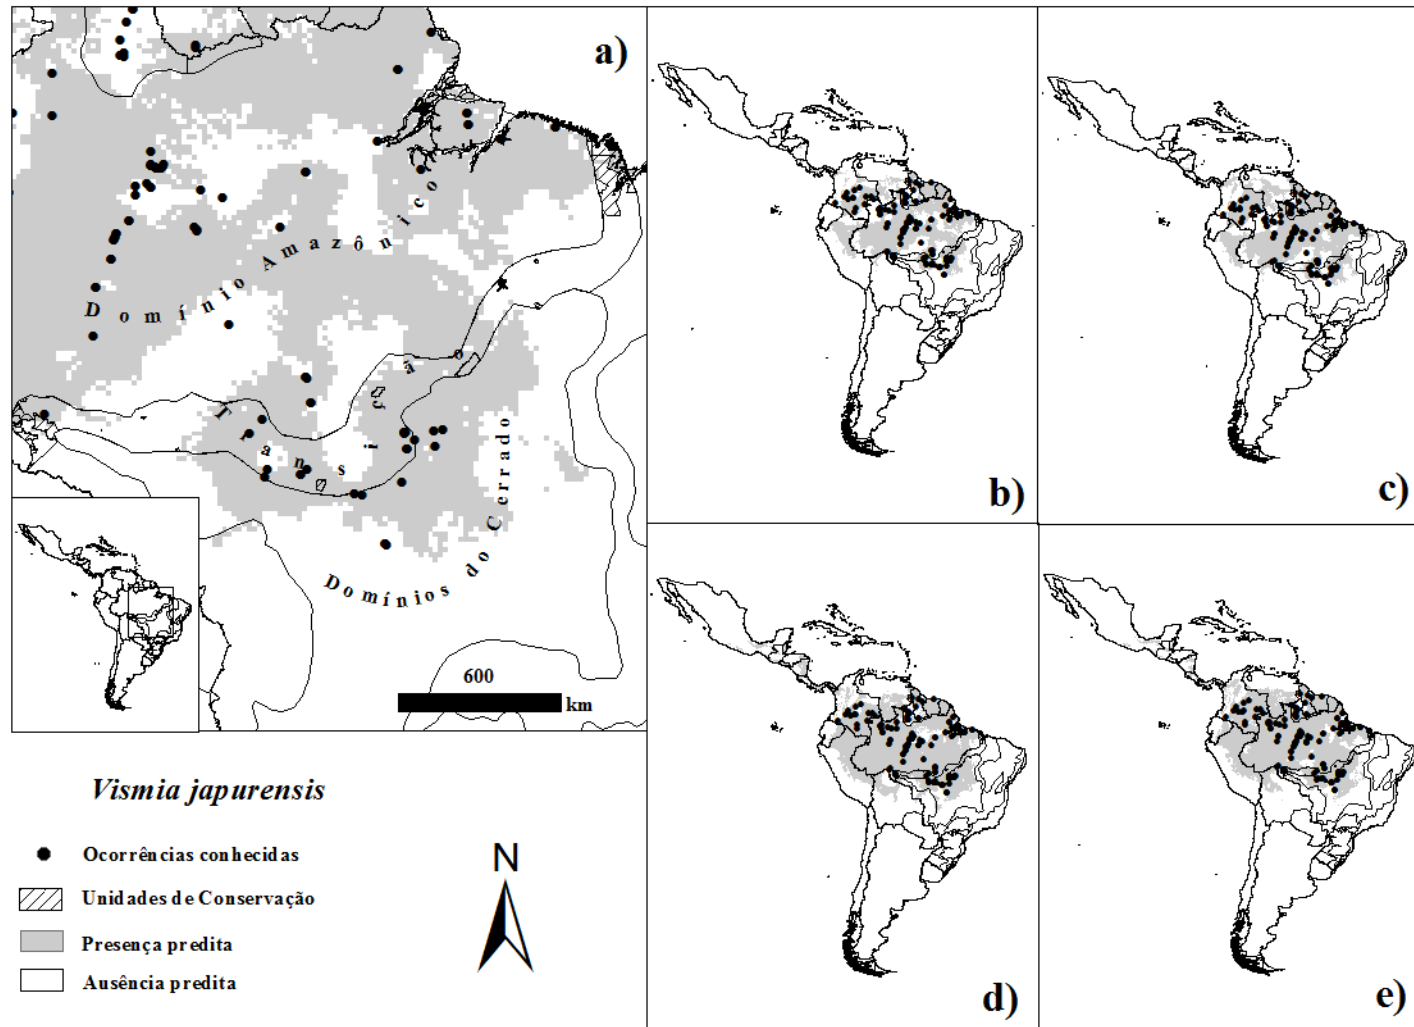 a)
Domínio Amazônico
Transição
Domínios do Cerrado
600
km
b)
c)
d)
e)
Vismia japurensis
Ocorrências conhecidas
Unidades de Conservação
Presença predita
Ausência predita
N